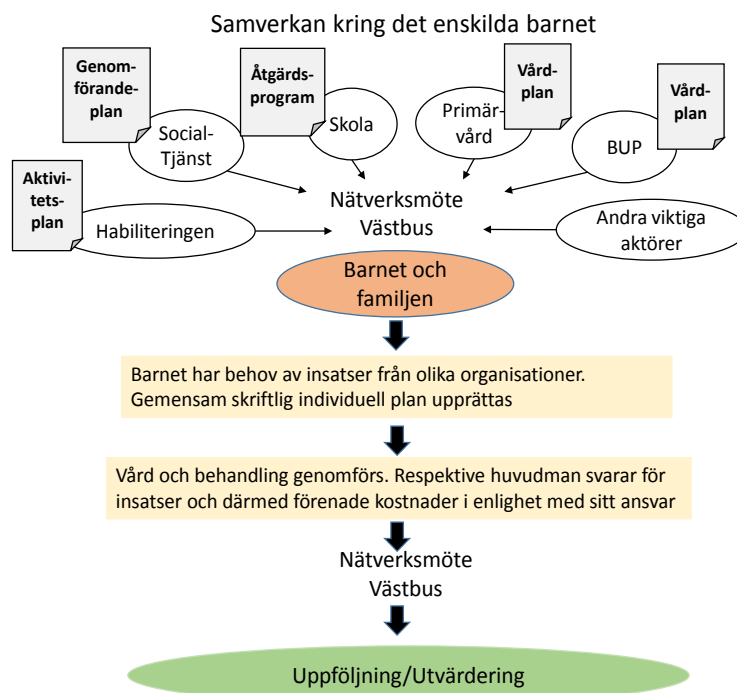 Samverkan kring det enskilda barnet
Genom-
förande-
plan
Social-
Tjänst
Åtgärds-
program
Skola
Vård-
plan
Primär-
vård
Vård-
plan
BUP
Aktivi-
tets-
plan
Habiliteringen
Nätverksmöte
Västbus
Andra viktiga
aktörer
Barnet och
familjen
Barnet har behov av insatser från olika organisationer.
Gemensam skriftlig individuell plan upprättas
Vård och behandling genomförs. Respektive huvudman svarar för
insatser och därmed förenade kostnader i enlighet med sitt ansvar
Nätverksmöte
Västbus
Uppföljning/Utvärdering